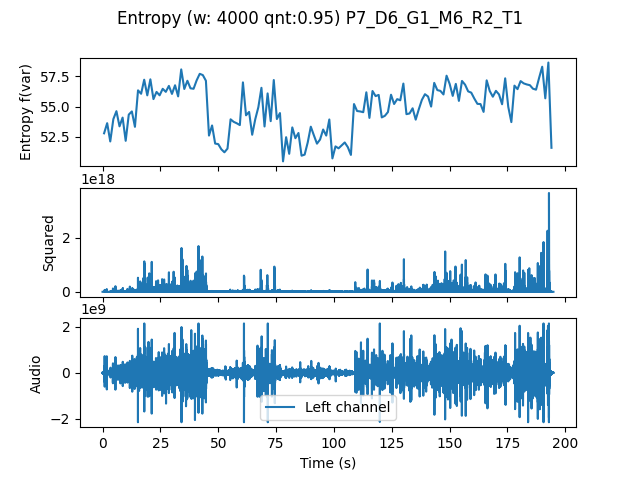 Entropy (w: 4000 qnt:0.95) P7_D6_G1_M6_R2_T1
Entropy f(var)
57.5
55.0
52.5
1e18
Squared
2
0
1e9
Audio
2
0
−2
Left channel
0 25 50 75 100 125 150 175 200
Time (s)